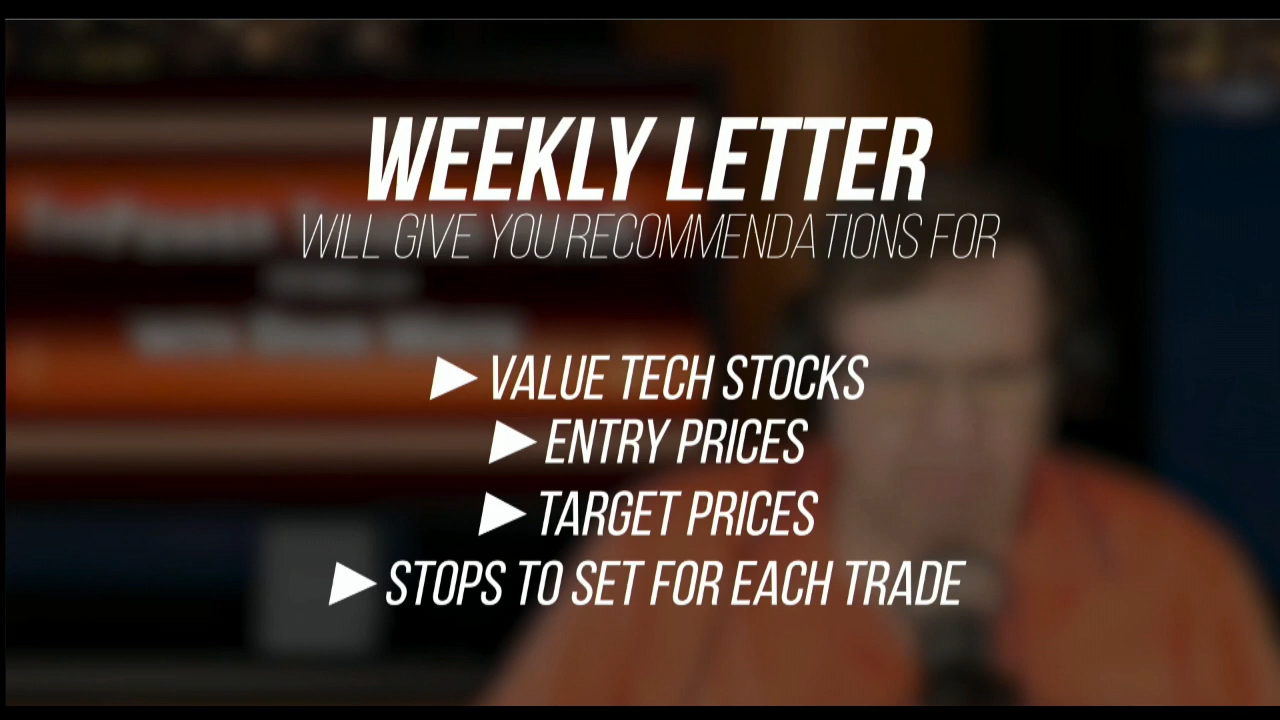 WEEKLY LETTER
WILL GIVE YOU RECOMMENDATIONS FOR
▶ VALUE TECH STOCKS
▶ ENTRY PRICES
▶ TARGET PRICES
▶ STOPS TO SET FOR EACH TRADE